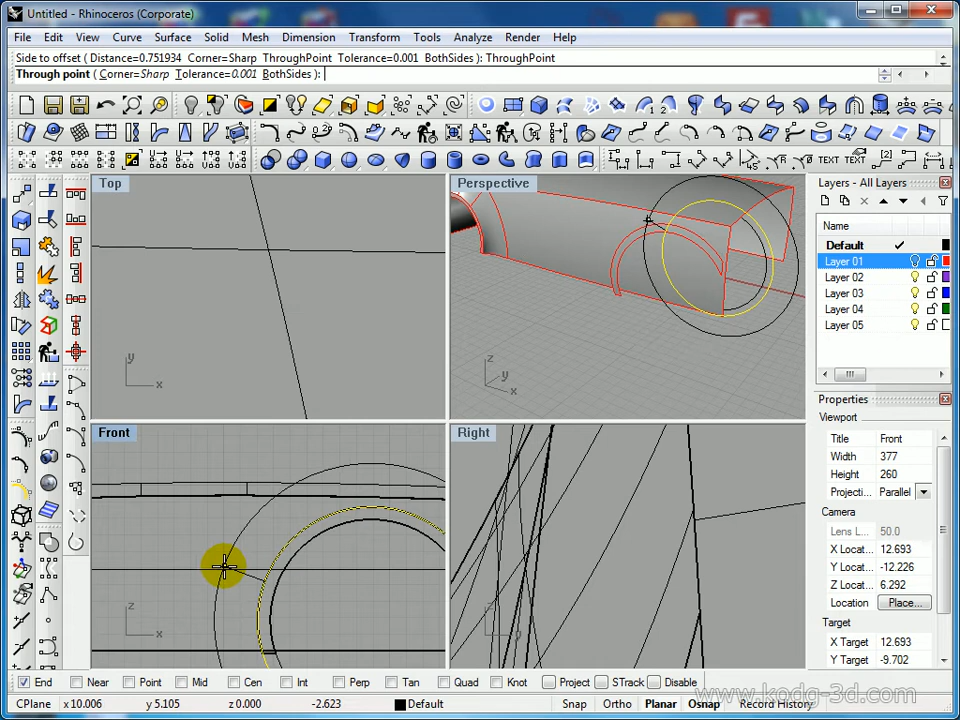 Untitled - Rhinoceros (Corporate)
File Edit View Curve Surface Solid Mesh Dimension Transform Tools Analyze Render Help
Side to offset ( Distance=0.751934 Corner=Sharp ThroughPoint Tolerance=0.001 BothSides ): ThroughPoint
Through point ( Corner=Sharp Tolerance=0.001 BothSides ):
TEXT TEXT
Top
Perspective
Layers - All Layers
Name
Default
Layer 01
Layer 02
Layer 03
Layer 04
Layer 05
y
x
z
y
x
Properties
Viewport
Front
Right
Title Front
Width 377
Height 260
Projecti... Parallel
Camera
Lens L... 50.0
X Locat... 12.693
Y Locat... -12.226
Z Locat... 6.292
Location Place...
Target
X Target 12.693
Y Target -9.702
z
x
z
y
End Near Point Mid Cen Int Perp Tan Quad Knot Project STrack Disable
www.kodg-3d.com
CPlane x 10.006 y 5.105 z 0.000 -2.623 Default Snap Ortho Planar Osnap Record History